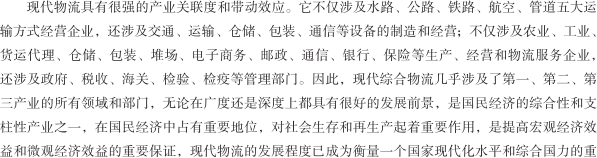 现代物流具有很强的产业关联度和带动效应。它不仅涉及水路、公路、铁路、航空、管道五大运
输方式经营企业，还涉及交通、运输、仓储、包装、通信等设备的制造和经营；不仅涉及农业、工业、
货运代理、仓储、包装、堆场、电子商务、邮政、通信、银行、保险等生产、经营和物流服务企业，
还涉及政府、税收、海关、检验、检疫等管理部门。因此，现代综合物流几乎涉及了第一、第二、第
三产业的所有领域和部门，无论在广度还是深度上都具有很好的发展前景，是国民经济的综合性和支
柱性产业之一，在国民经济中占有重要地位，对社会生存和再生产起着重要作用，是提高宏观经济效
益和微观经济效益的重要保证，现代物流的发展程度已成为衡量一个国家现代化水平和综合国力的重